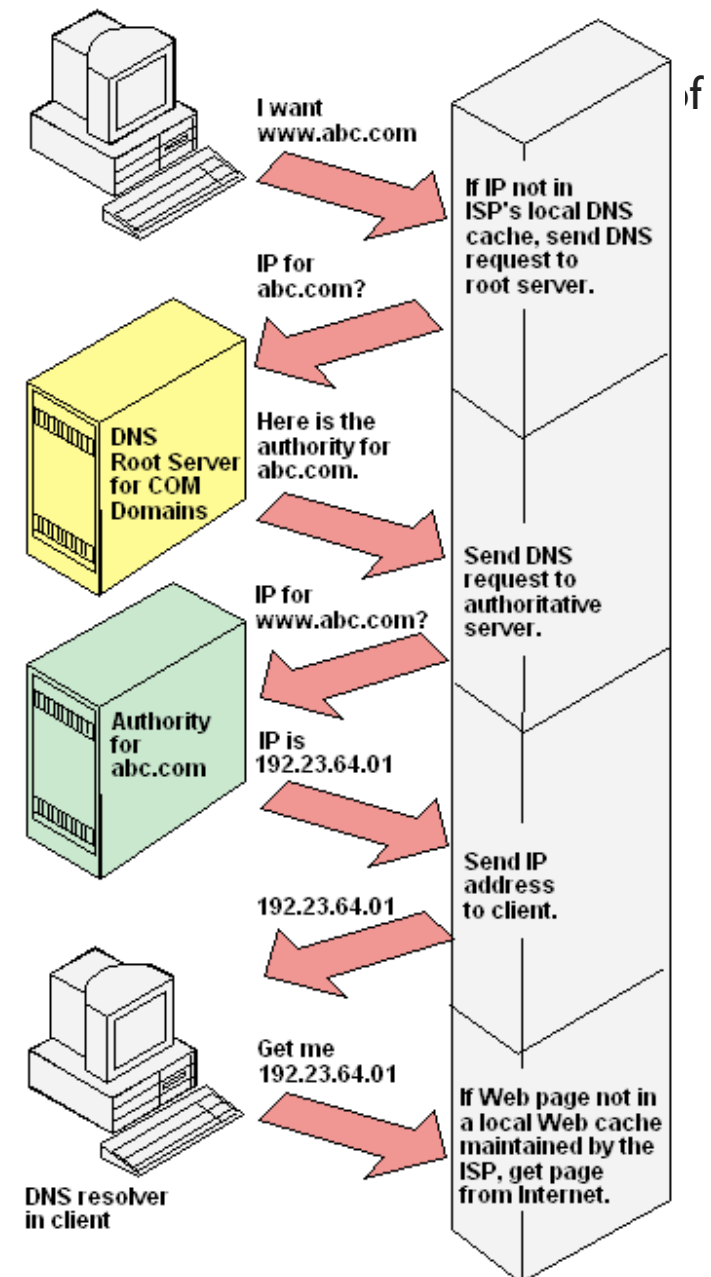 of
I want
www.abc.com
If IP not in
ISP's local DNS
cache, send DNS
request to
root server.
IP for
abc.com?
DNS
Root Server
for COM
Domains
Here is the
authority for
abc.com.
Send DNS
request to
authoritative
server.
IP for
www.abc.com?
Authority
for
abc.com
IP is
192.23.64.01
Send IP
address
to client.
192.23.64.01
Get me
192.23.64.01
If Web page not in
a local Web cache
maintained by the
ISP, get page
from Internet.
DNS resolver
in client